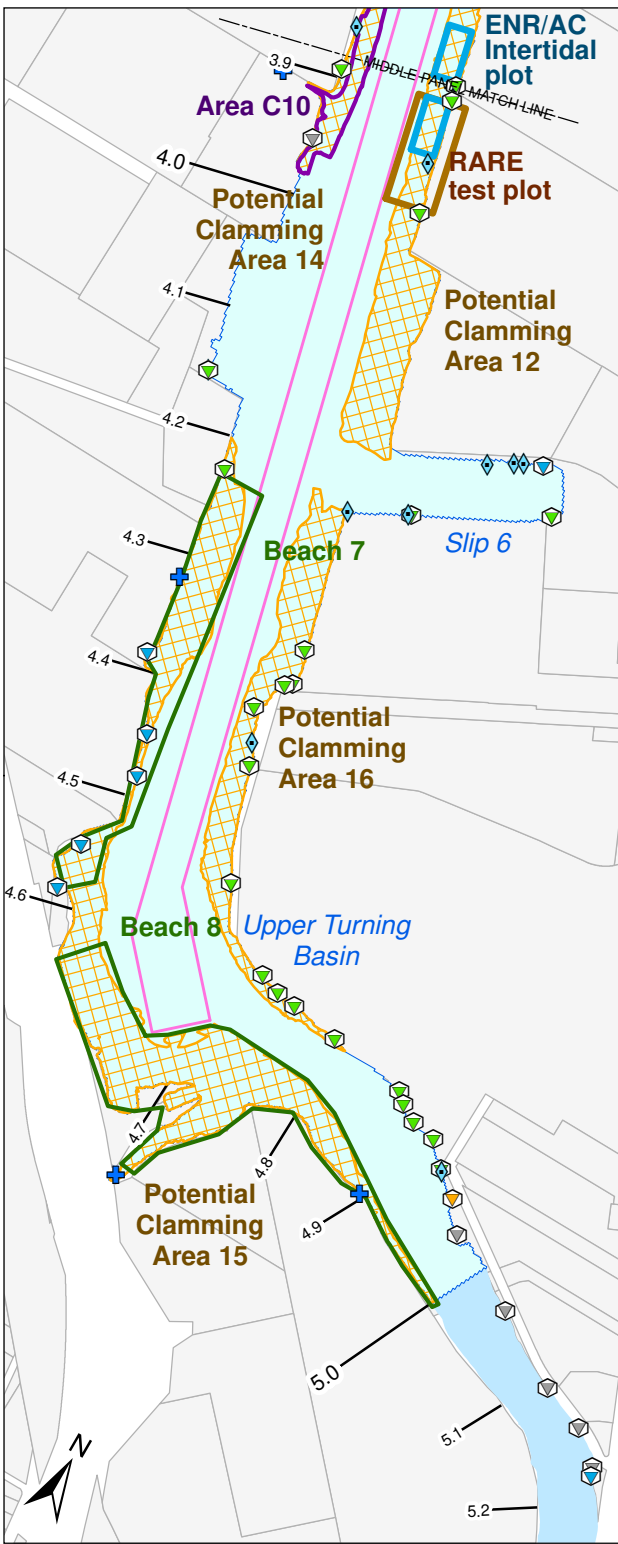 ENR/AC
Intertidal
plot
3.9
MIDDLE PANEL MATCH LINE
Area C10
4.0
RARE
test plot
Potential
Clamming
Area 14
4.1
Potential
Clamming
Area 12
4.2
4.3
Beach 7
Slip 6
4.4
Potential
Clamming
Area 16
4.5
4.6
Beach 8
Upper Turning
Basin
4.7
4.8
Potential
Clamming
Area 15
4.9
5.0
5.1
N
5.2